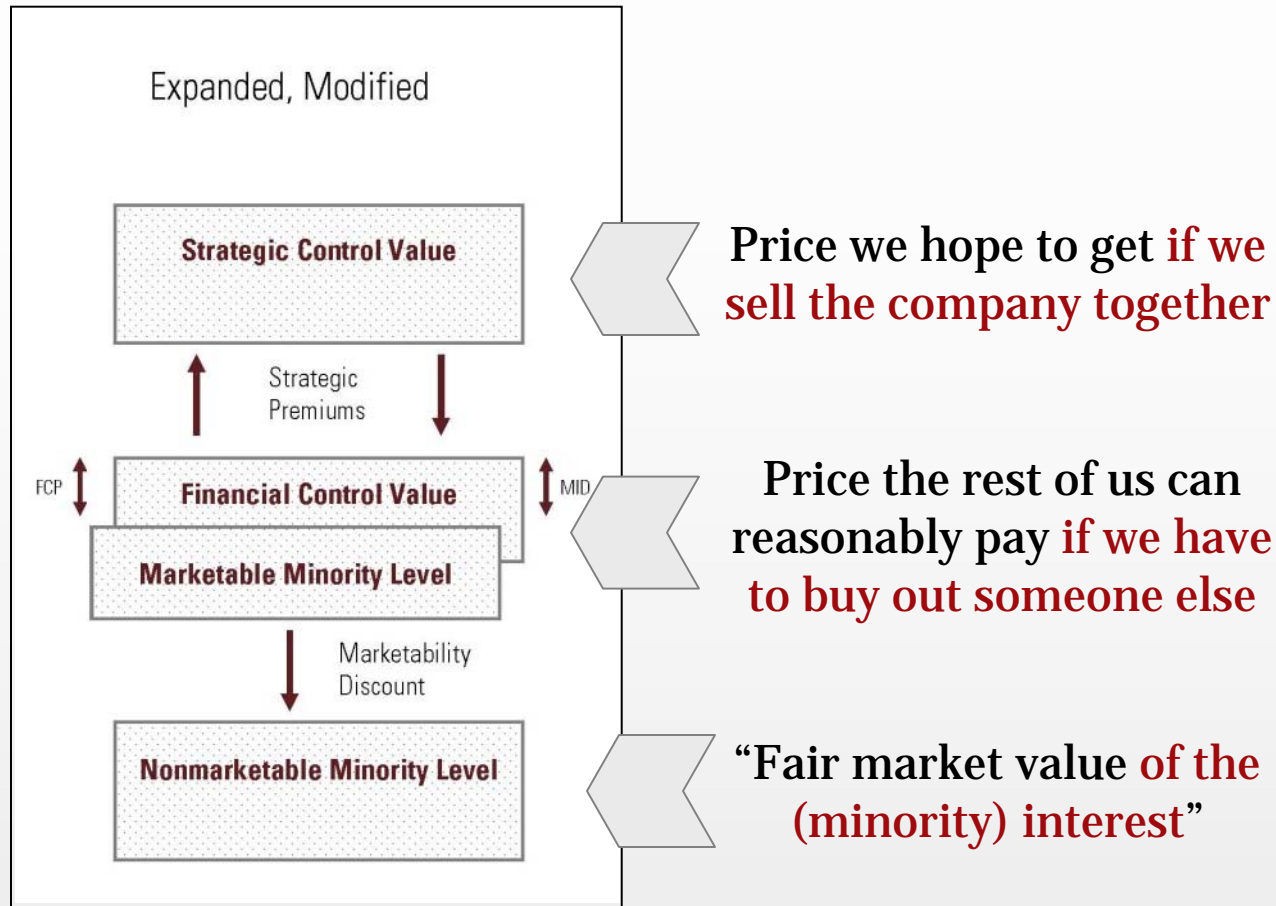 Expanded, Modified
Strategic Control Value
Price we hope to get if we
sell the company together
Strategic
Premiums
FCP
Financial Control Value
MID
Marketable Minority Level
Price the rest of us can
reasonably pay if we have
to buy out someone else
Marketability
Discount
Nonmarketable Minority Level
“Fair market value of the
(minority) interest”